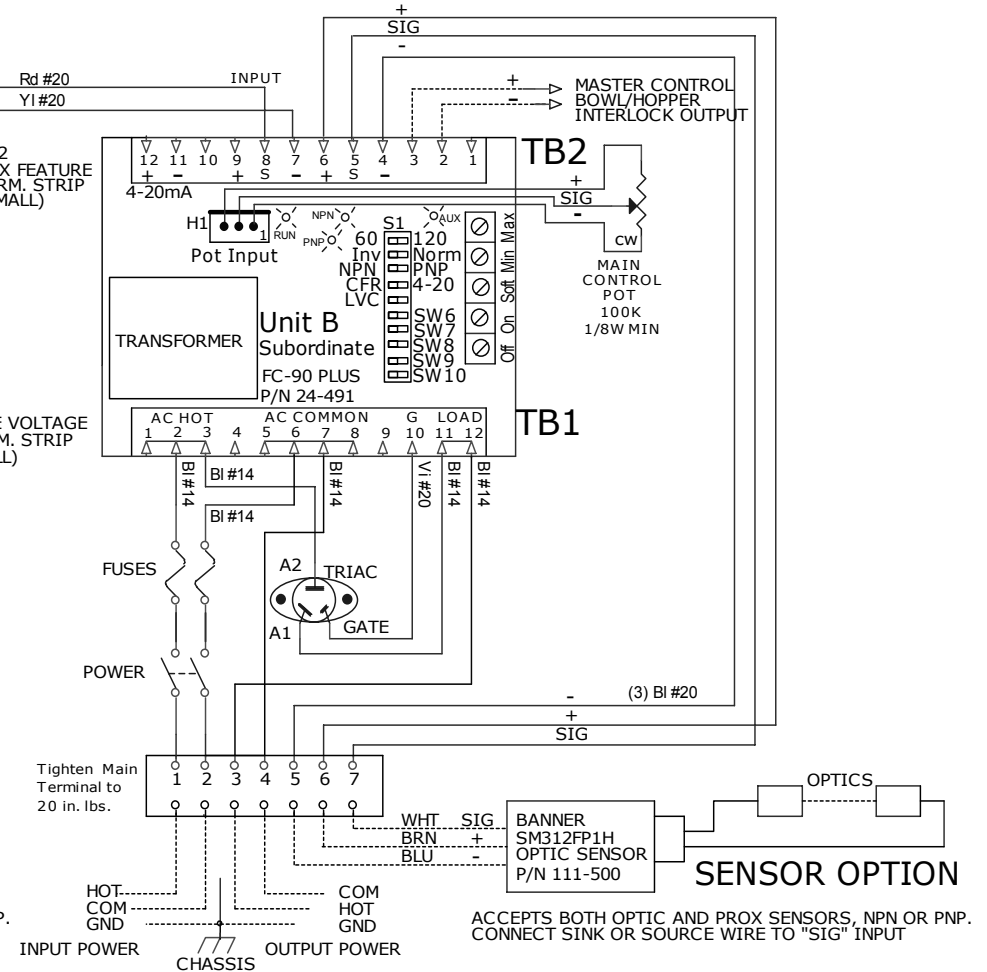 +
SIG
-
Rd #20
Yl #20
INPUT
+
-
MASTER CONTROL
BOWL/HOPPER
INTERLOCK OUTPUT
2
X FEATURE
RM. STRIP
MALL)
12 11 10 9 8 7 6 5 4 3 2 1
+ - + S - + S -
4-20mA
TB2
+
SIG
-
H1
1
Pot Input
RUN
NPN
PNP
AUX
S1
60 120
Inv Norm
NPN PNP
CFR 4-20
LVC
SW6
SW7
SW8
SW9
SW10
Off On Soft Min Max
cw
MAIN
CONTROL
POT
100K
1/8W MIN
TRANSFORMER
Unit B
Subordinate
FC-90 PLUS
P/N 24-491
E VOLTAGE
M. STRIP
LL)
AC HOT AC COMMON G LOAD
1 2 3 4 5 6 7 8 9 10 11 12
TB1
Bl #14
Bl #14
Bl #14
Bl #14
Vi #20
Bl #14
Bl #14
FUSES
A2
TRIAC
A1
GATE
POWER
-
(3) Bl #20
+
SIG
Tighten Main
Terminal to
20 in. lbs.
1 2 3 4 5 6 7
OPTICS
WHT SIG
BRN +
BLU -
BANNER
SM312FP1H
OPTIC SENSOR
P/N 111-500
SENSOR OPTION
HOT
COM
GND
COM
HOT
GND
INPUT POWER
OUTPUT POWER
CHASSIS
P.
ACCEPTS BOTH OPTIC AND PROX SENSORS, NPN OR PNP.
CONNECT SINK OR SOURCE WIRE TO "SIG" INPUT